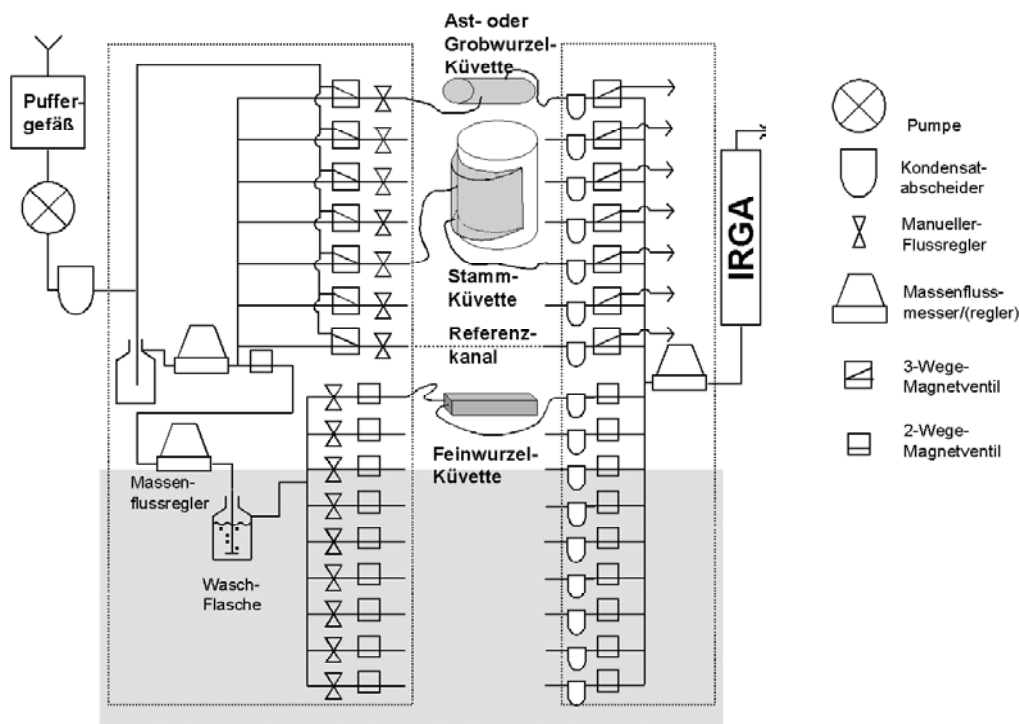 Ast- oder
Grobwurzel-
Küvette
Puffer-
gefäß
Stamm-
Küvette
Referenz-
kanal
Feinwurzel-
Küvette
Massen-
flussregler
Wasch-
Flasche
IRGA
Pumpe
Kondensat-
abscheider
Manueller-
Flussregler
Massenfluss-
messer/(regler)
3-Wege-
Magnetventil
2-Wege-
Magnetventil